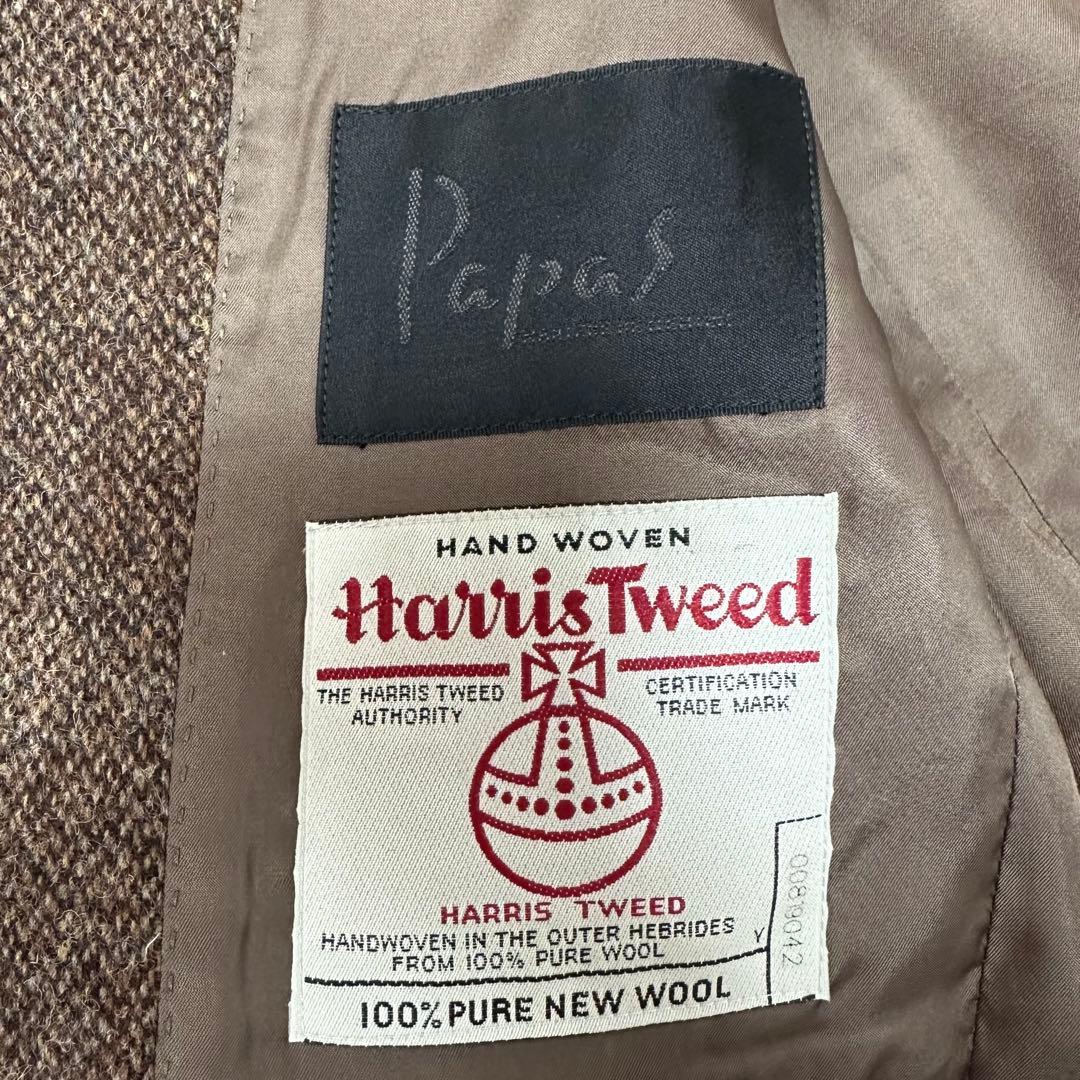 Papas
HAND WOVEN
Harris Tweed
THE HARRIS TWEED
AUTHORITY
CERTIFICATION
TRADE MARK
HARRIS TWEED
HANDWOVEN IN THE OUTER HEBRIDES
FROM 100% PURE WOOL
Y
00819042
100% PURE NEW WOOL